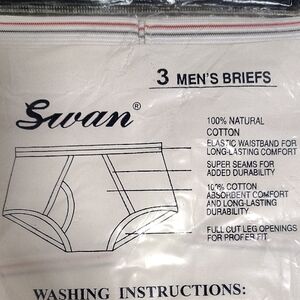 3 MEN'S BRIEFS
Swan®
100% NATURAL
COTTON
ELASTIC WAISTBAND FOR
LONG-LASTING COMFORT
SUPER SEAMS FOR
ADDED DURABILITY
100% COTTON
ABSORBENT COMFORT
AND LONG-LASTING
DURABILITY
FULL CUT LEG OPENINGS
FOR PROPER FIT.
WASHING INSTRUCTIONS: